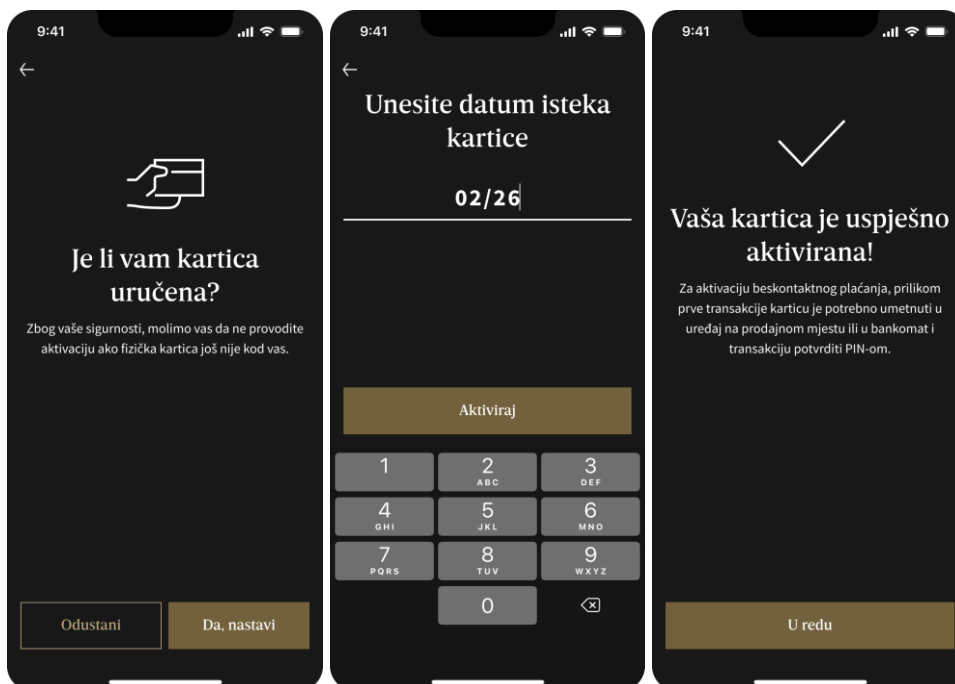 9:41
Je li vam kartica
uručena?
Zbog vaše sigurnosti, molimo vas da ne provodite
aktivaciju ako fizička kartica još nije kod vas.
Odustani
Da, nastavi
9:41
Unesite datum isteka
kartice
02/26
Aktiviraj
1
2
ABC
3
DEF
4
GHI
5
JKL
6
MNO
7
PQRS
8
TUV
9
WXYZ
0
9:41
Vaša kartica je uspješno
aktivirana!
Za aktivaciju beskontaktnog plaćanja, prilikom
prve transakcije karticu je potrebno umetnuti u
uređaj na prodajnom mjestu ili u bankomat i
transakciju potvrditi PIN-om.
U redu